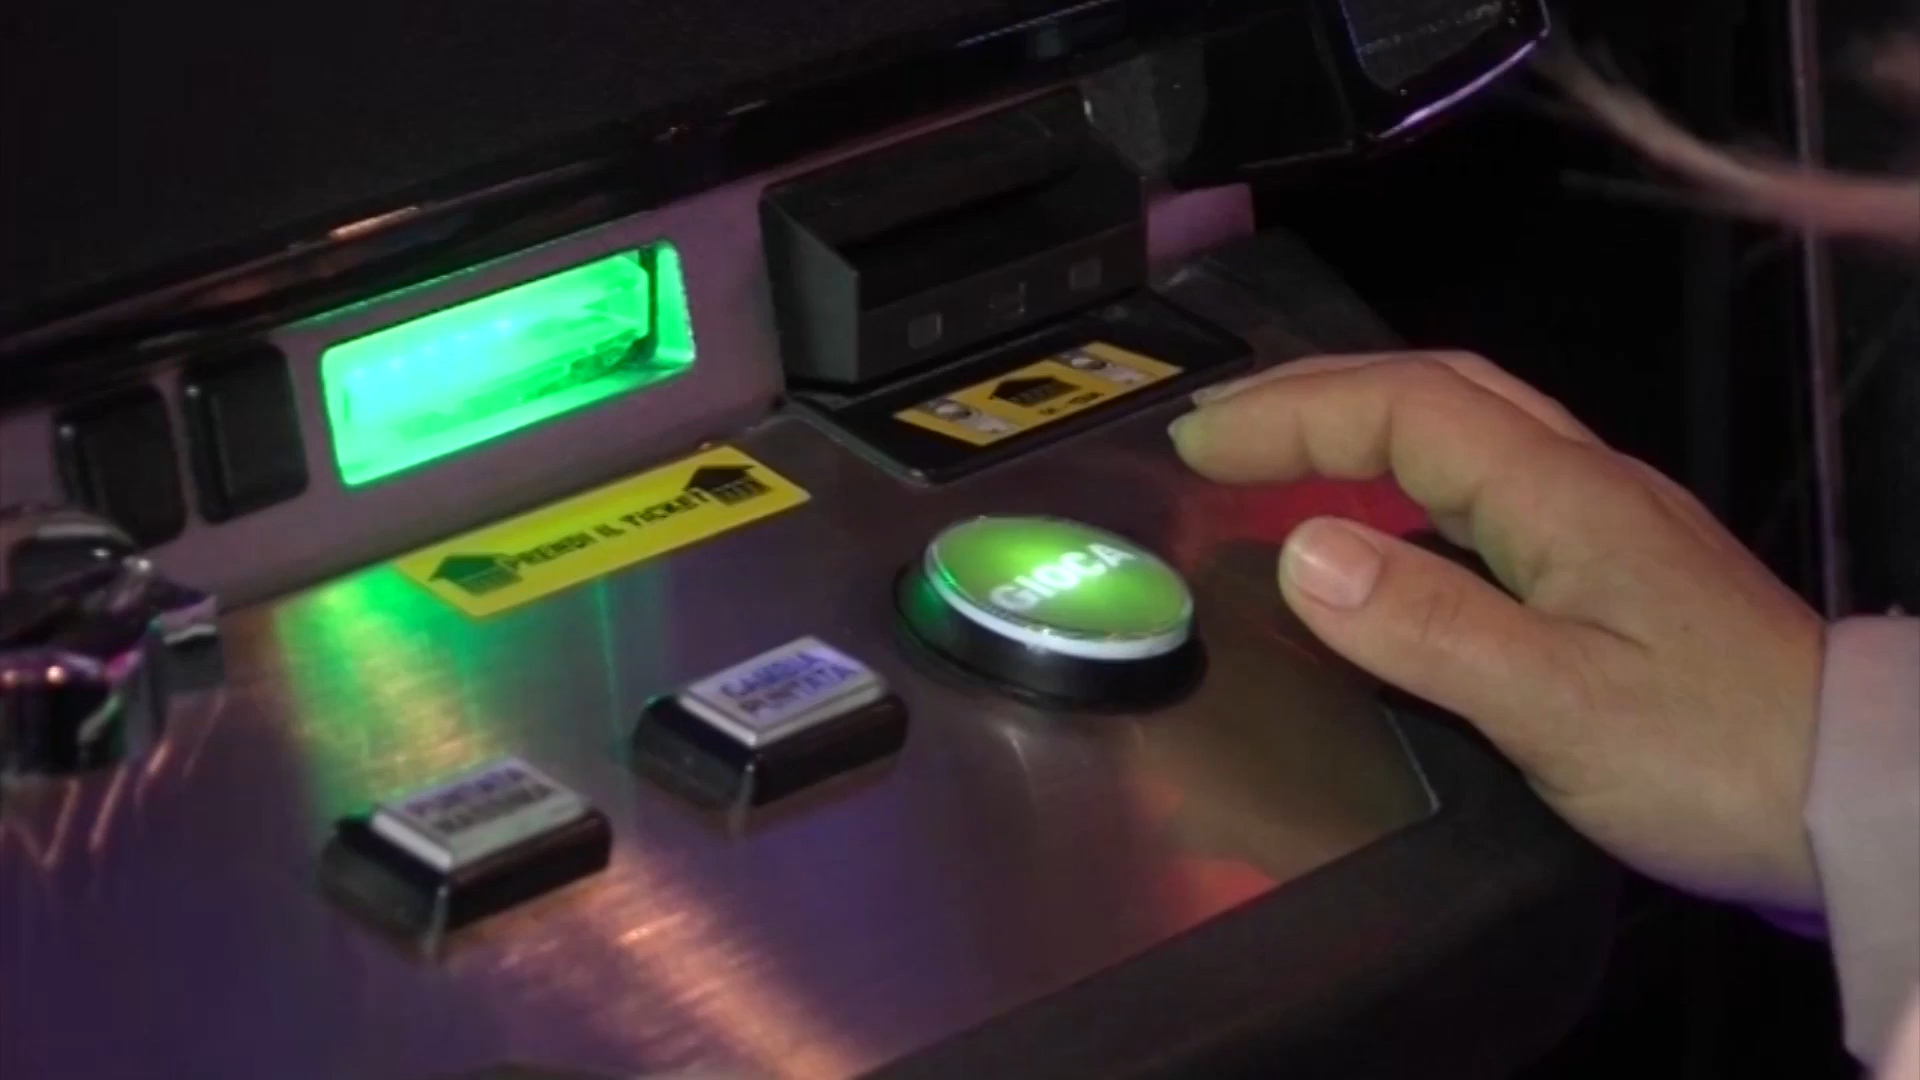 PRENDI IL TICKET
GIOCA
CAMBIA
PUNTATA
PUNTATA
MASSIMA